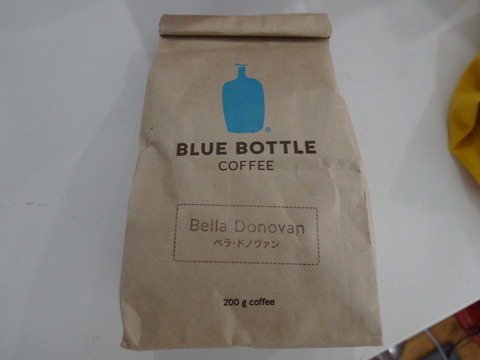 BLUE BOTTLE
COFFEE
Bella Donovan
ベラ・ドノヴァン
200 g coffee